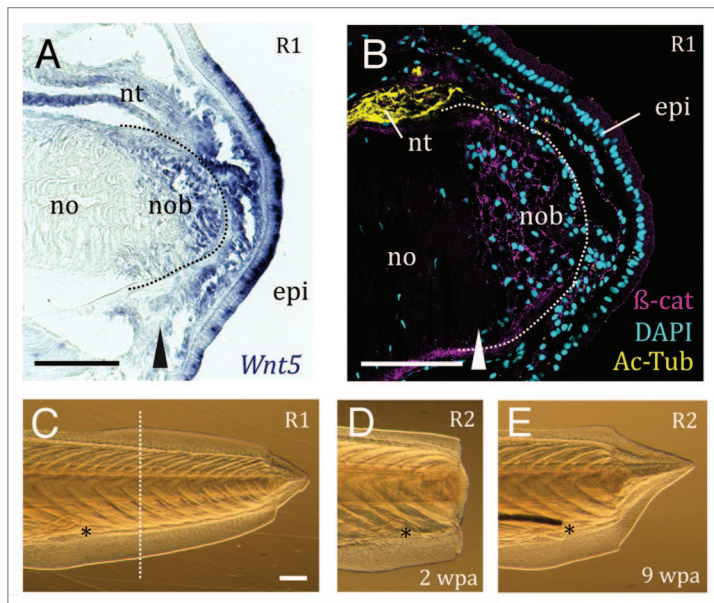 A
R1
nt
no
nob
epi
Wnt5
B
R1
epi
nt
nob
no
ß-cat
DAPI
Ac-Tub
C
R1
*
D
R2
*
2 wpa
E
R2
*
9 wpa